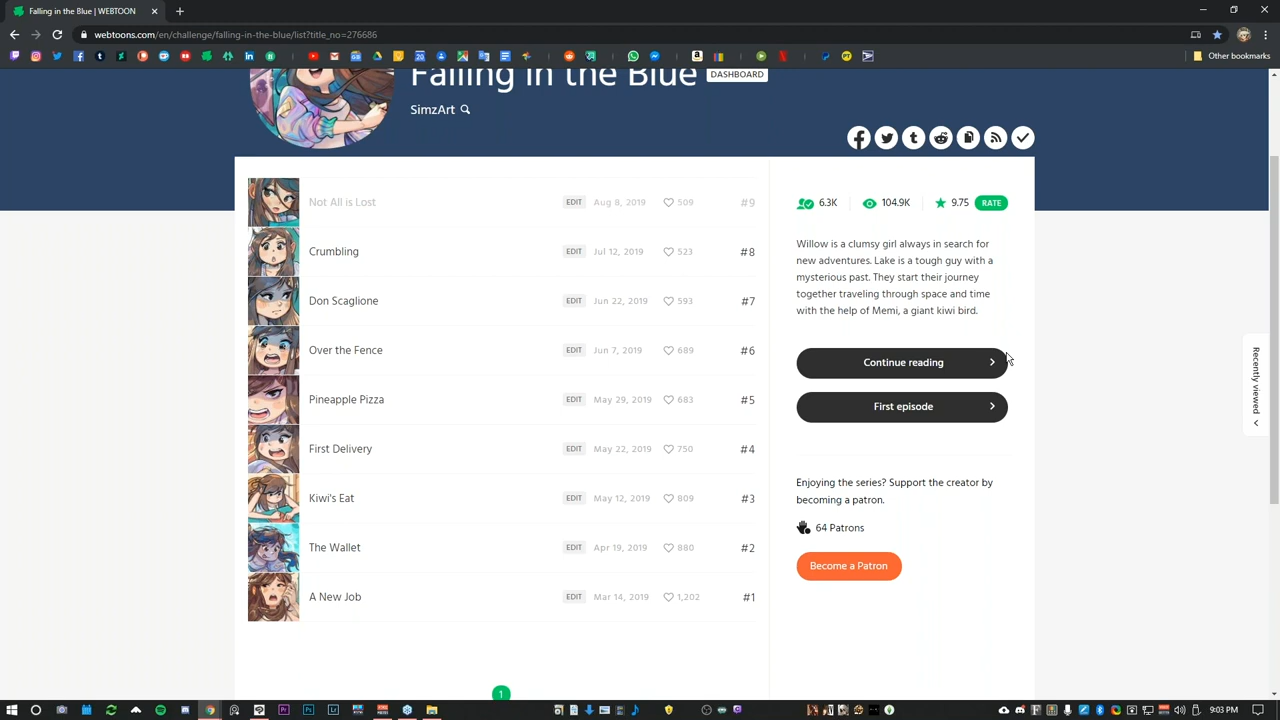 Falling in the Blue | WEBTOON
webtoons.com/en/challenge/falling-in-the-blue/list?title_no=276686
Other bookmarks
Falling in the Blue
DASHBOARD
SimzArt
Not All is Lost EDIT Aug 8, 2019 509 #9
Crumbling EDIT Jul 12, 2019 523 #8
Don Scaglione EDIT Jun 22, 2019 593 #7
Over the Fence EDIT Jun 7, 2019 689 #6
Pineapple Pizza EDIT May 29, 2019 683 #5
First Delivery EDIT May 22, 2019 750 #4
Kiwi's Eat EDIT May 12, 2019 809 #3
The Wallet EDIT Apr 19, 2019 880 #2
A New Job EDIT Mar 14, 2019 1,202 #1
1
6.3K 104.9K 9.75 RATE
Willow is a clumsy girl always in search for
new adventures. Lake is a tough guy with a
mysterious past. They start their journey
together traveling through space and time
with the help of Memi, a giant kiwi bird.
Continue reading
First episode
Enjoying the series? Support the creator by
becoming a patron.
64 Patrons
Become a Patron
Recently viewed
9:03 PM